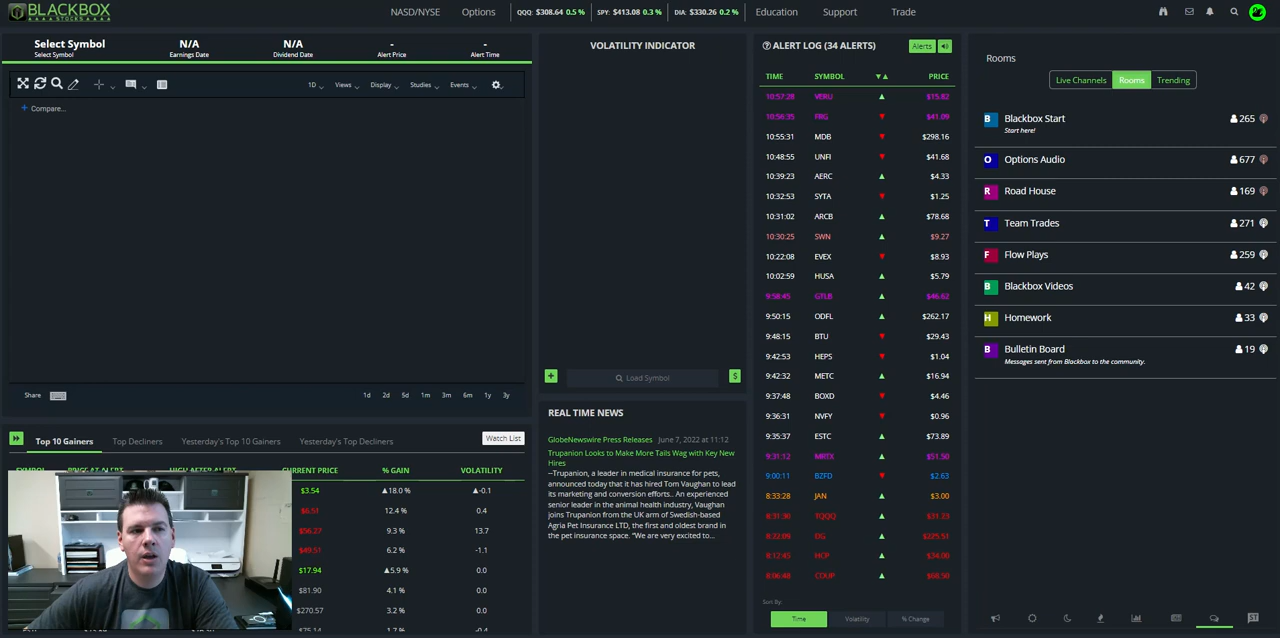 BLACKBOX
STOCKS
NASD/NYSE Options QQQ: $308.64 0.5 % SPY: $413.08 0.3 % DIA: $330.26 0.2 % Education Support Trade
Select Symbol
Select Symbol
N/A
Earnings Date
N/A
Dividend Date
-
Alert Price
-
Alert Time
1D Views Display Studies Events
+ Compare...
Share
1d 2d 5d 1m 3m 6m 1y 3y
Top 10 Gainers Top Decliners Yesterday's Top 10 Gainers Yesterday's Top Decliners Watch List
CURRENT PRICE % GAIN VOLATILITY
$3.54 ▲18.0 % ▲-0.1
$6.51 12.4 % 0.4
$56.27 9.3 % 13.7
$49.51 6.2 % -1.1
$17.94 ▲5.9 % 0.0
$81.90 4.1 % 0.0
$270.57 3.2 % 0.0
VOLATILITY INDICATOR
+ Load Symbol $
REAL TIME NEWS
GlobeNewswire Press Releases June 7, 2022 at 11:12
Trupanion Looks to Make More Tails Wag with Key New
Hires
--Trupanion, a leader in medical insurance for pets,
announced today that it has hired Tom Vaughan to lead
its marketing and conversion efforts.. An experienced
senior leader in the animal health industry, Vaughan
joins Trupanion from the UK arm of Swedish-based
Agria Pet Insurance LTD, the first and oldest brand in
the pet insurance space. "We are very excited to...
ALERT LOG (34 ALERTS) Alerts
TIME SYMBOL ▼▲ PRICE
10:57:28 VERU ▲ $15.82
10:56:35 FRG ▼ $41.09
10:55:31 MDB ▼ $298.16
10:48:55 UNFI ▼ $41.68
10:39:23 AERC ▲ $4.33
10:32:53 SYTA ▼ $1.25
10:31:02 ARCB ▲ $78.68
10:30:25 SWN ▲ $9.27
10:22:08 EVEX ▼ $8.93
10:02:59 HUSA ▲ $5.79
9:58:45 GTLB ▲ $46.62
9:50:15 ODFL ▲ $262.17
9:48:15 BTU ▼ $29.43
9:42:53 HEPS ▼ $1.04
9:42:32 METC ▲ $16.94
9:37:48 BOXD ▼ $4.46
9:36:31 NVFY ▼ $0.96
9:35:37 ESTC ▲ $73.89
9:31:12 MRTX ▲ $51.50
9:00:11 BZFD ▼ $2.63
8:33:28 JAN ▲ $3.00
8:31:30 TQQQ ▲ $31.23
8:22:09 DG ▲ $225.51
8:12:45 HCP ▲ $34.00
8:06:48 COUP ▲ $68.50
Sort By:
Time Volatility % Change
Rooms
Live Channels Rooms Trending
B Blackbox Start 265
Start here!
O Options Audio 677
R Road House 169
T Team Trades 271
F Flow Plays 259
B Blackbox Videos 42
H Homework 33
B Bulletin Board 19
Messages sent from Blackbox to the community.
ST